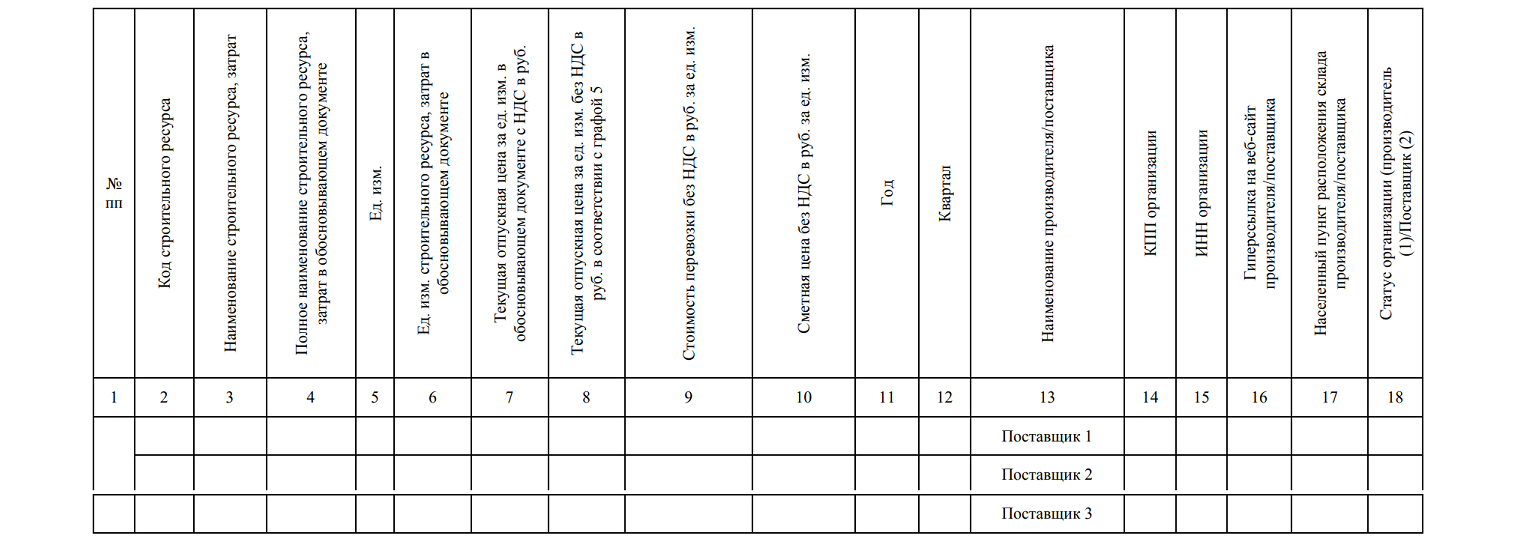 №
пп
Код строительного ресурса
Наименование строительного ресурса, затрат
Полное наименование строительного ресурса,
затрат в обосновывающем документе
Ед. изм.
Ед. изм. строительного ресурса, затрат в
обосновывающем документе
Текущая отпускная цена за ед. изм. в
обосновывающем документе с НДС в руб.
Текущая отпускная цена за ед. изм. без НДС в
руб. в соответствии с графой 5
Стоимость перевозки без НДС в руб. за ед. изм.
Сметная цена без НДС в руб. за ед. изм.
Год
Квартал
Наименование производителя/поставщика
КПП организации
ИНН организации
Гиперссылка на веб-сайт
производителя/поставщика
Населенный пункт расположения склада
производителя/поставщика
Статус организации (производитель
(1)/Поставщик (2)
1 2 3 4 5 6 7 8 9 10 11 12 13 14 15 16 17 18
Поставщик 1
Поставщик 2
Поставщик 3